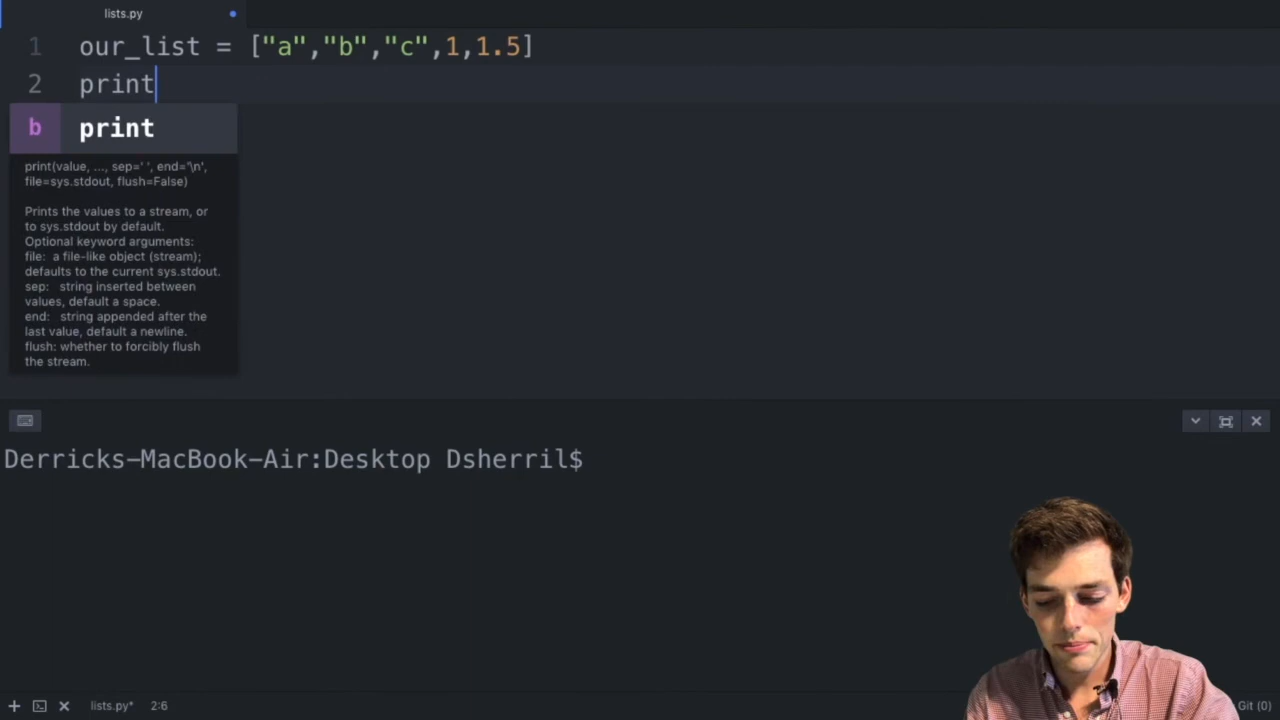 lists.py
1 our_list = ["a","b","c",1,1.5]
2 print
b print
print(value, ..., sep=' ', end='\n',
file=sys.stdout, flush=False)
Prints the values to a stream, or
to sys.stdout by default.
Optional keyword arguments:
file:  a file-like object (stream);
defaults to the current sys.stdout.
sep:   string inserted between
values, default a space.
end:   string appended after the
last value, default a newline.
flush: whether to forcibly flush
the stream.
Derricks-MacBook-Air:Desktop Dsherril$
lists.py* 2:6 Git (0)